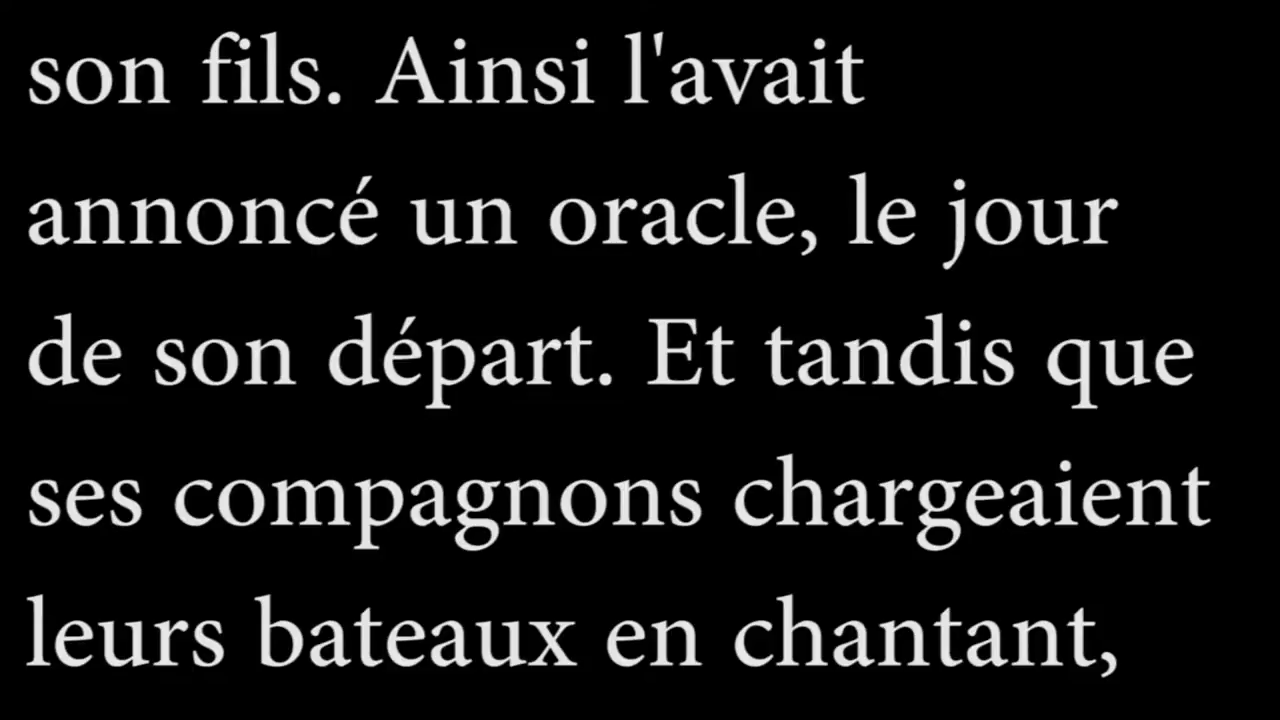 son fils. Ainsi l'avait
annoncé un oracle, le jour
de son départ. Et tandis que
ses compagnons chargeaient
leurs bateaux en chantant,